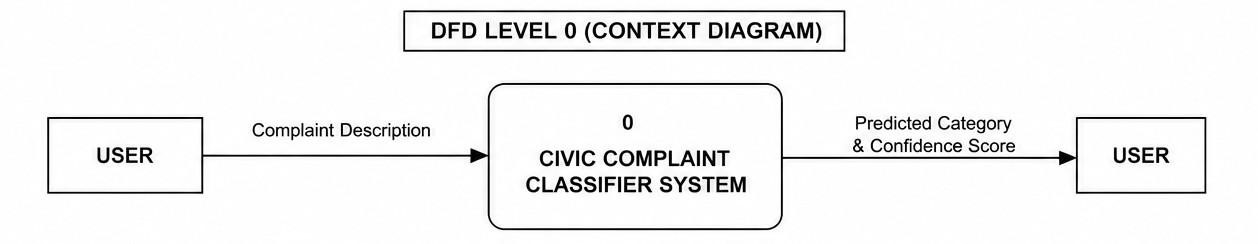 DFD LEVEL 0 (CONTEXT DIAGRAM)
USER
Complaint Description
0
CIVIC COMPLAINT
CLASSIFIER SYSTEM
Predicted Category
& Confidence Score
USER